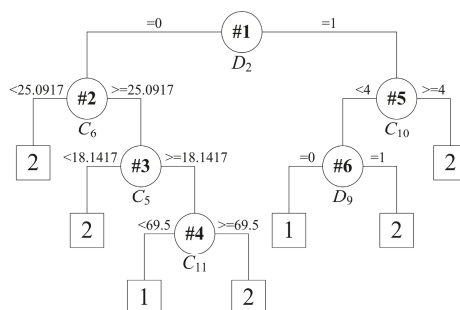 =0 #1 =1
D2
<25.0917 #2 >=25.0917 <4 #5 >=4
C6 C10
2 <18.1417 #3 >=18.1417 =0 #6 =1 2
C5 D9
2 <69.5 #4 >=69.5 1 2
C11
1 2